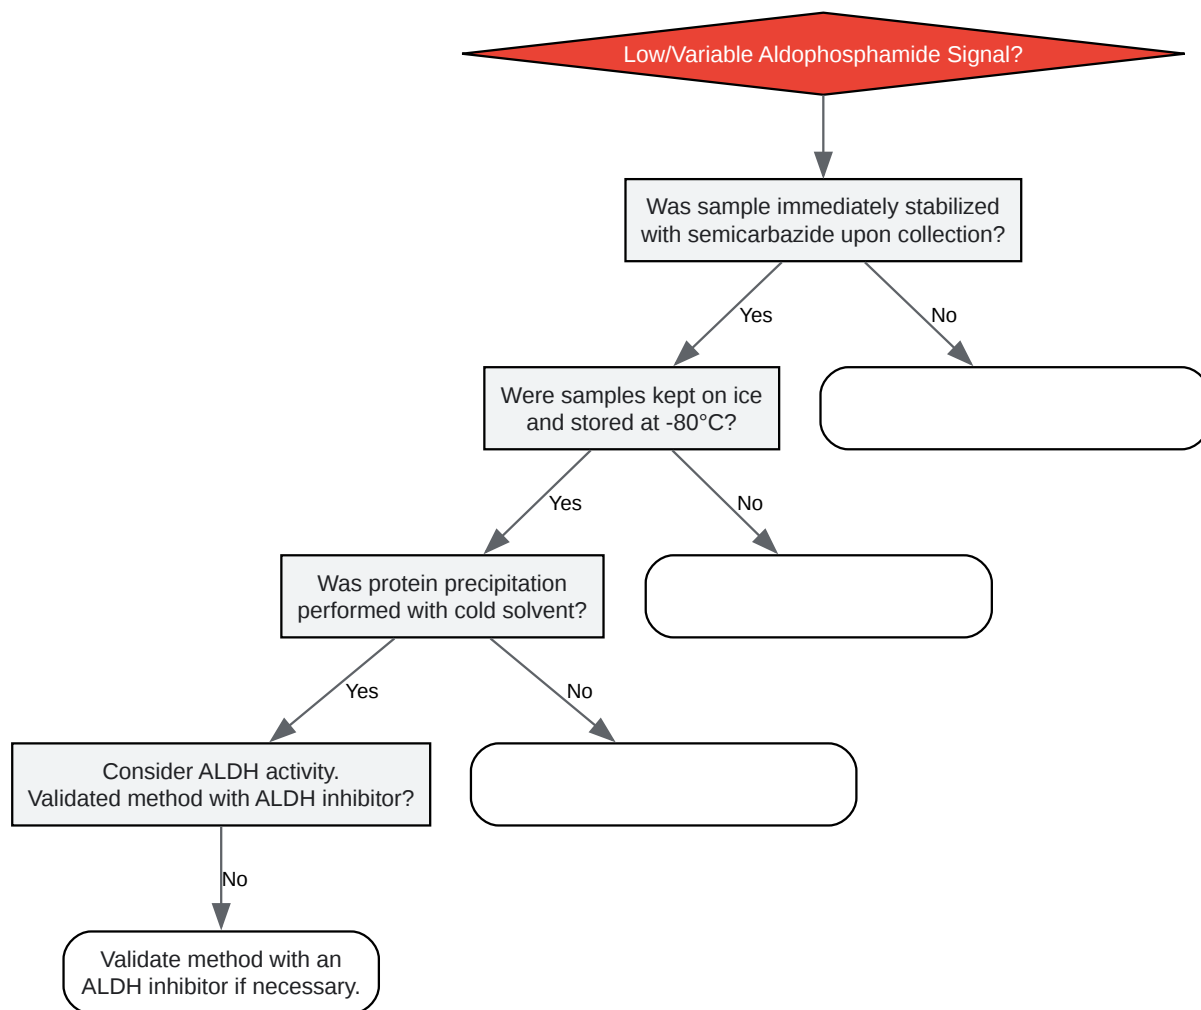 Low/Variable Aldophosphamide Signal?
Was sample immediately stabilized
with semicarbazide upon collection?
Yes
No
Were samples kept on ice
and stored at -80°C?
Yes
No
Was protein precipitation
performed with cold solvent?
Yes
No
Consider ALDH activity.
Validated method with ALDH inhibitor?
No
Validate method with an
ALDH inhibitor if necessary.